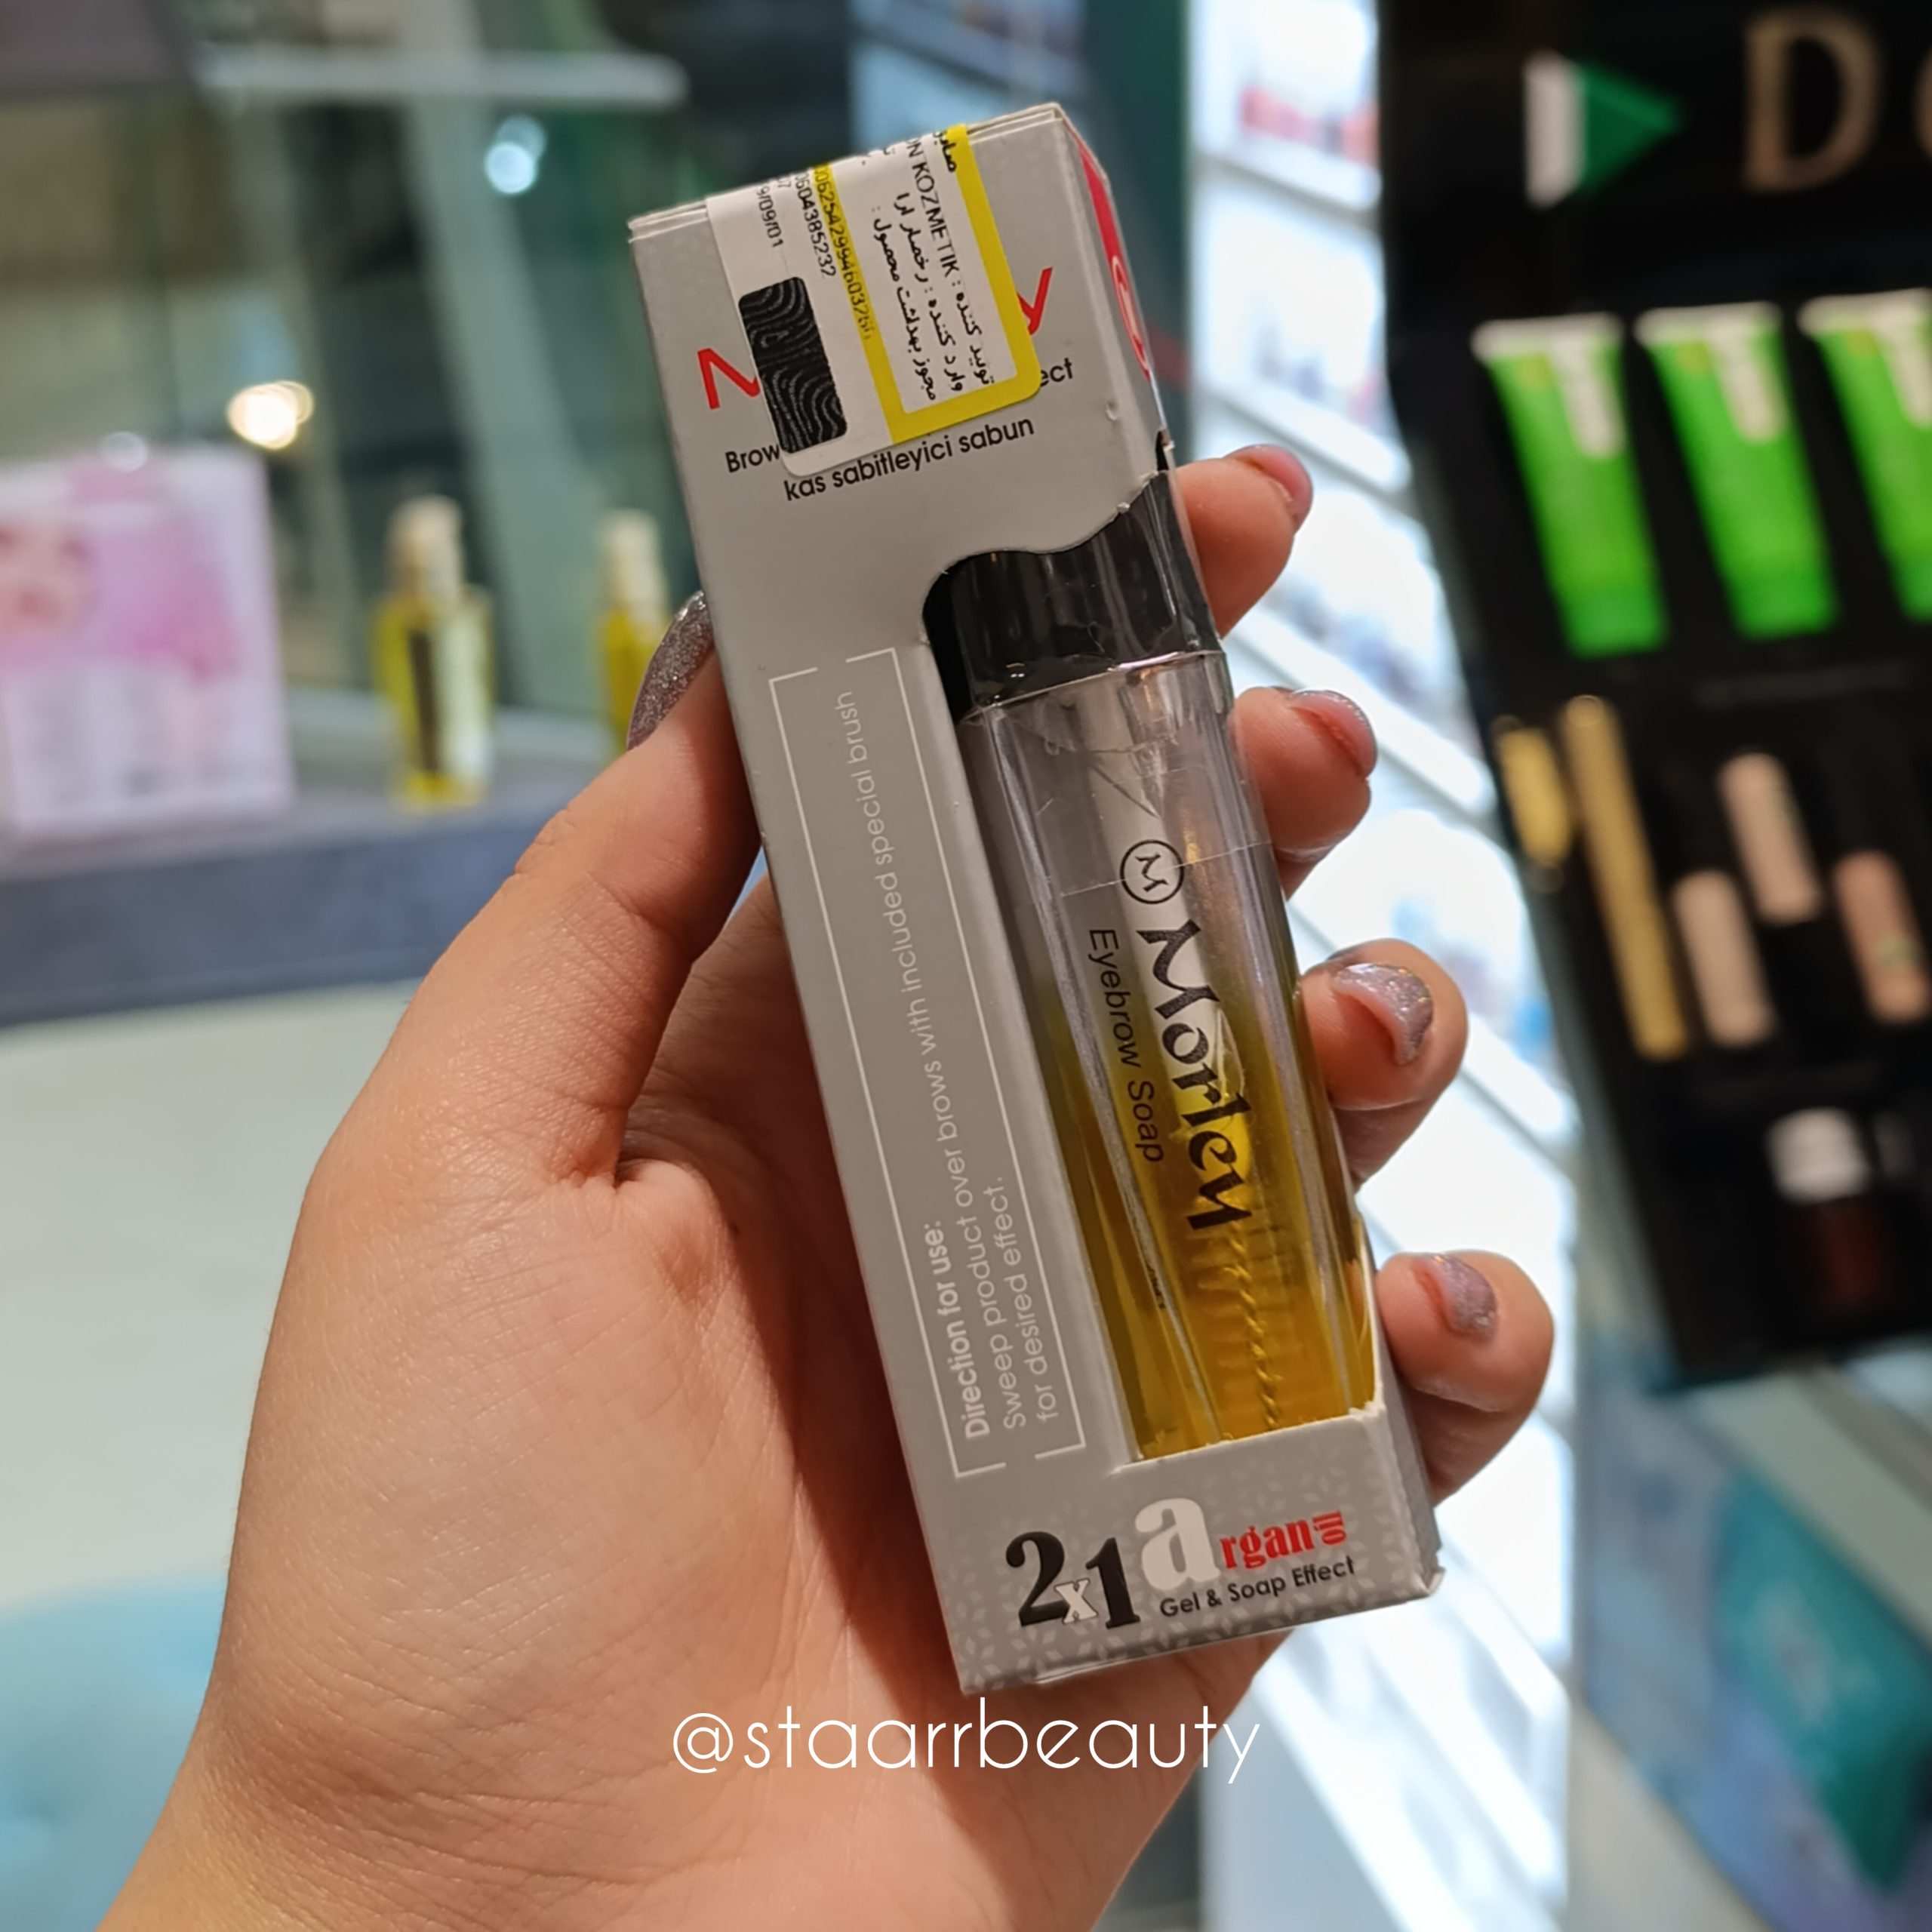 KOZMETIK : تولید کننده
وارد کننده : رخسار آرا
مجوز بهداشت محصول :
Brow
kas sabitleyici sabun
Morley
Eyebrow Soap
Direction for use:
Sweep product over brows with included special brush
for desired effect.
2x1 argan oil
Gel & Soap Effect
@staarrbeauty